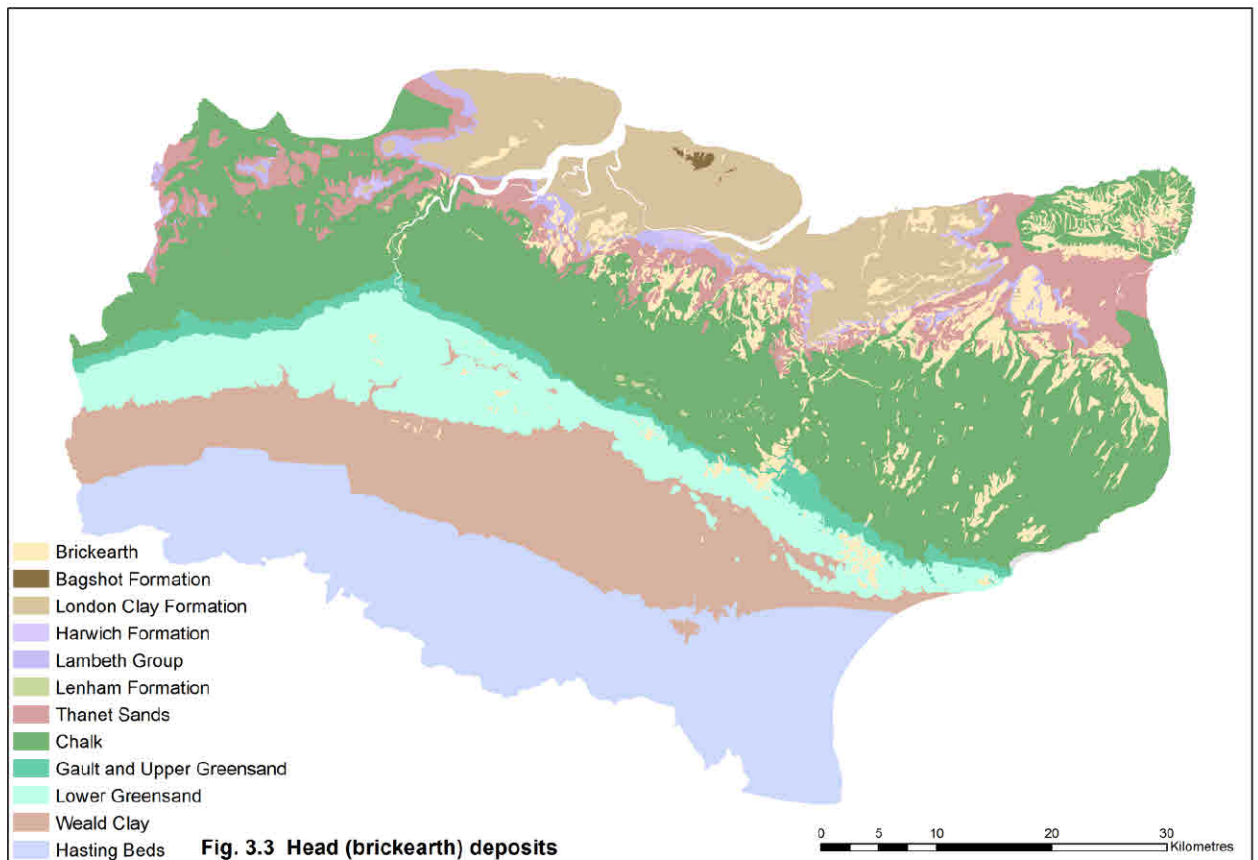 Brickearth
Bagshot Formation
London Clay Formation
Harwich Formation
Lambeth Group
Lenham Formation
Thanet Sands
Chalk
Gault and Upper Greensand
Lower Greensand
Weald Clay
Hasting Beds
Fig. 3.3 Head (brickearth) deposits
0 5 10 20 30
Kilometres